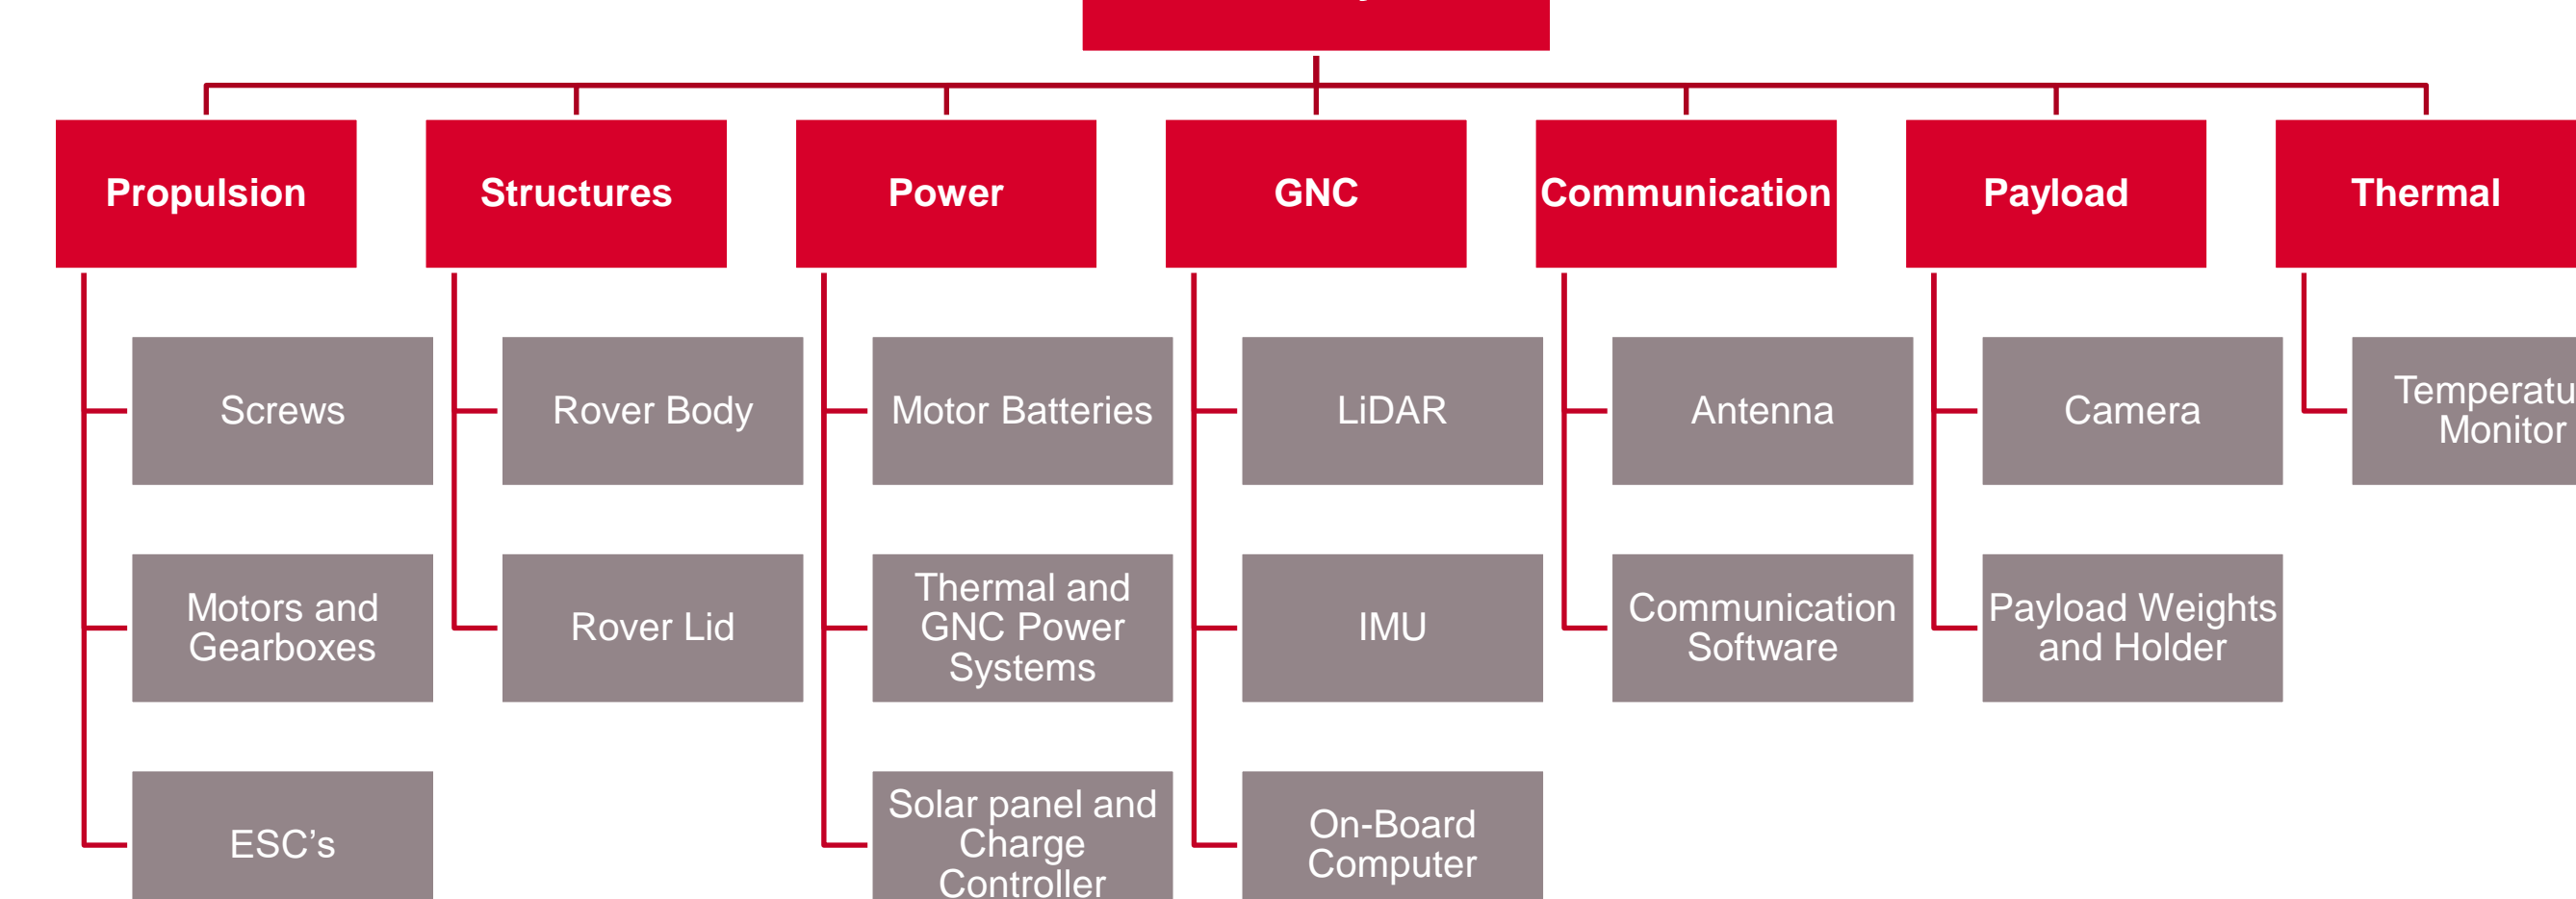 Propulsion
Structures
Power
GNC
Communication
Payload
Thermal
Screws
Rover Body
Motor Batteries
LiDAR
Antenna
Camera
Monitor
Motors and
Gearboxes
Rover Lid
Thermal and
GNC Power
Systems
IMU
Communication
Software
Payload Weights
and Holder
ESC’s
Solar panel and
Charge
Controller
On-Board
Computer